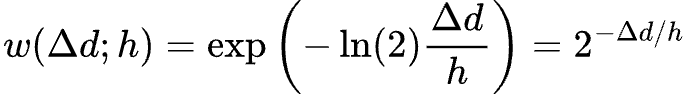 w(Δd; h) = exp(−ln(2) Δd/h) = 2^{−Δd/h}